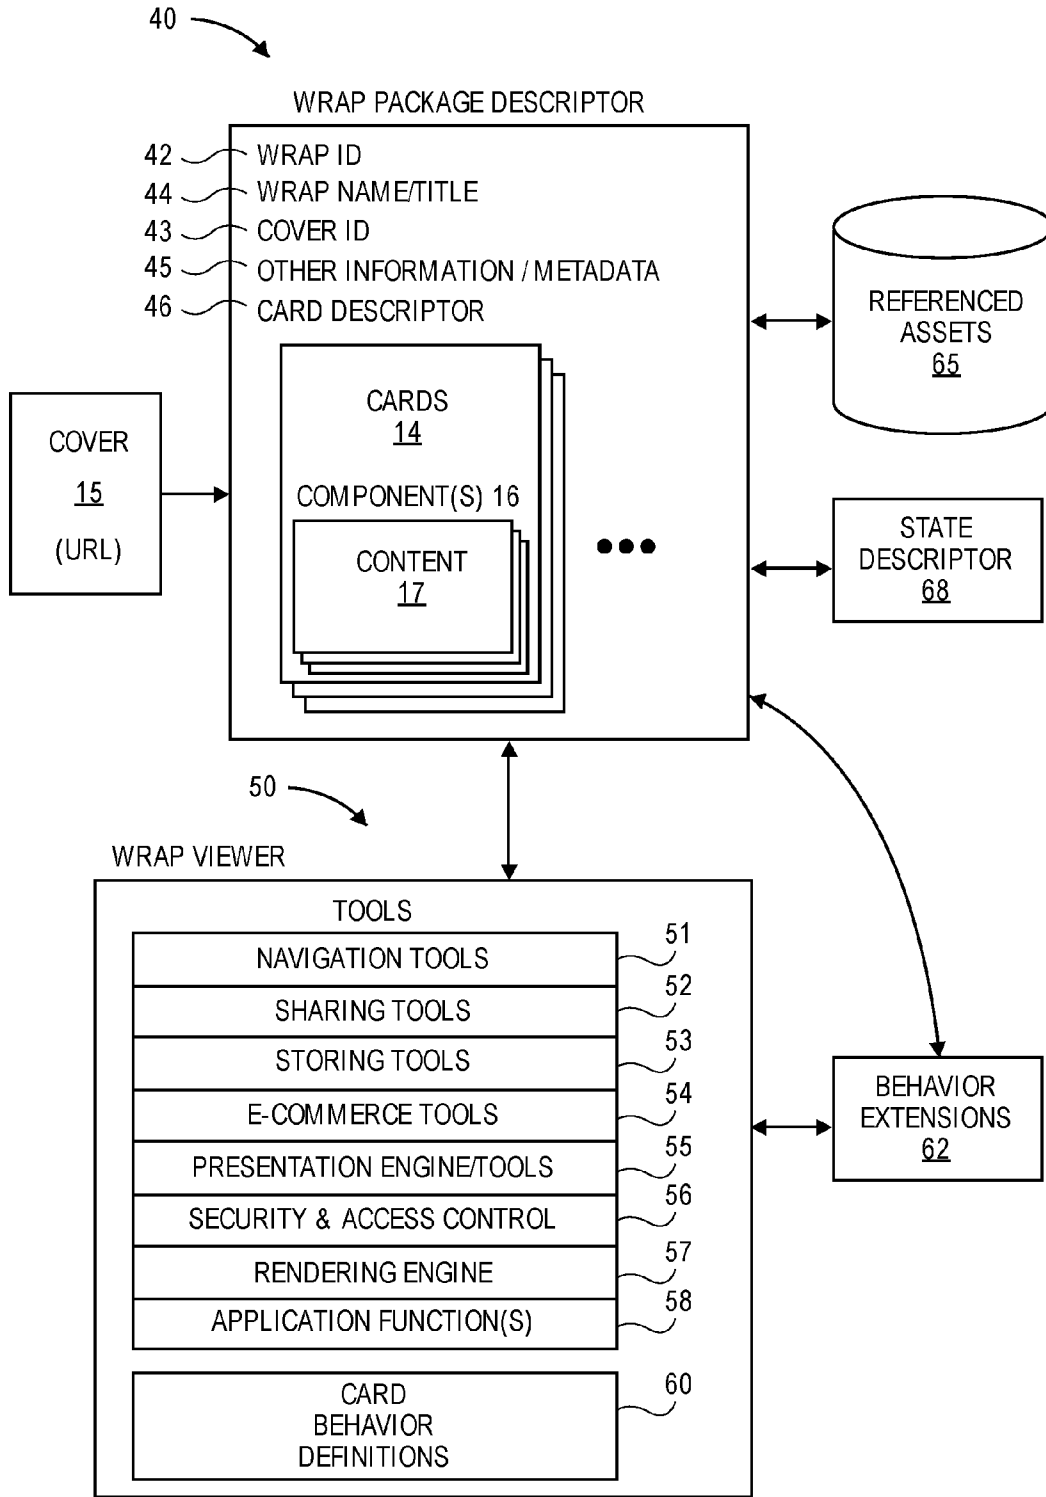 40
WRAP PACKAGE DESCRIPTOR
42 WRAP ID
44 WRAP NAME/TITLE
43 COVER ID
45 OTHER INFORMATION / METADATA
46 CARD DESCRIPTOR
CARDS
14
COMPONENT(S) 16
CONTENT
17
COVER
15
(URL)
REFERENCED
ASSETS
65
STATE
DESCRIPTOR
68
50
WRAP VIEWER
TOOLS
NAVIGATION TOOLS 51
SHARING TOOLS 52
STORING TOOLS 53
E-COMMERCE TOOLS 54
PRESENTATION ENGINE/TOOLS 55
SECURITY & ACCESS CONTROL 56
RENDERING ENGINE 57
APPLICATION FUNCTION(S) 58
CARD 60
BEHAVIOR
DEFINITIONS
BEHAVIOR
EXTENSIONS
62